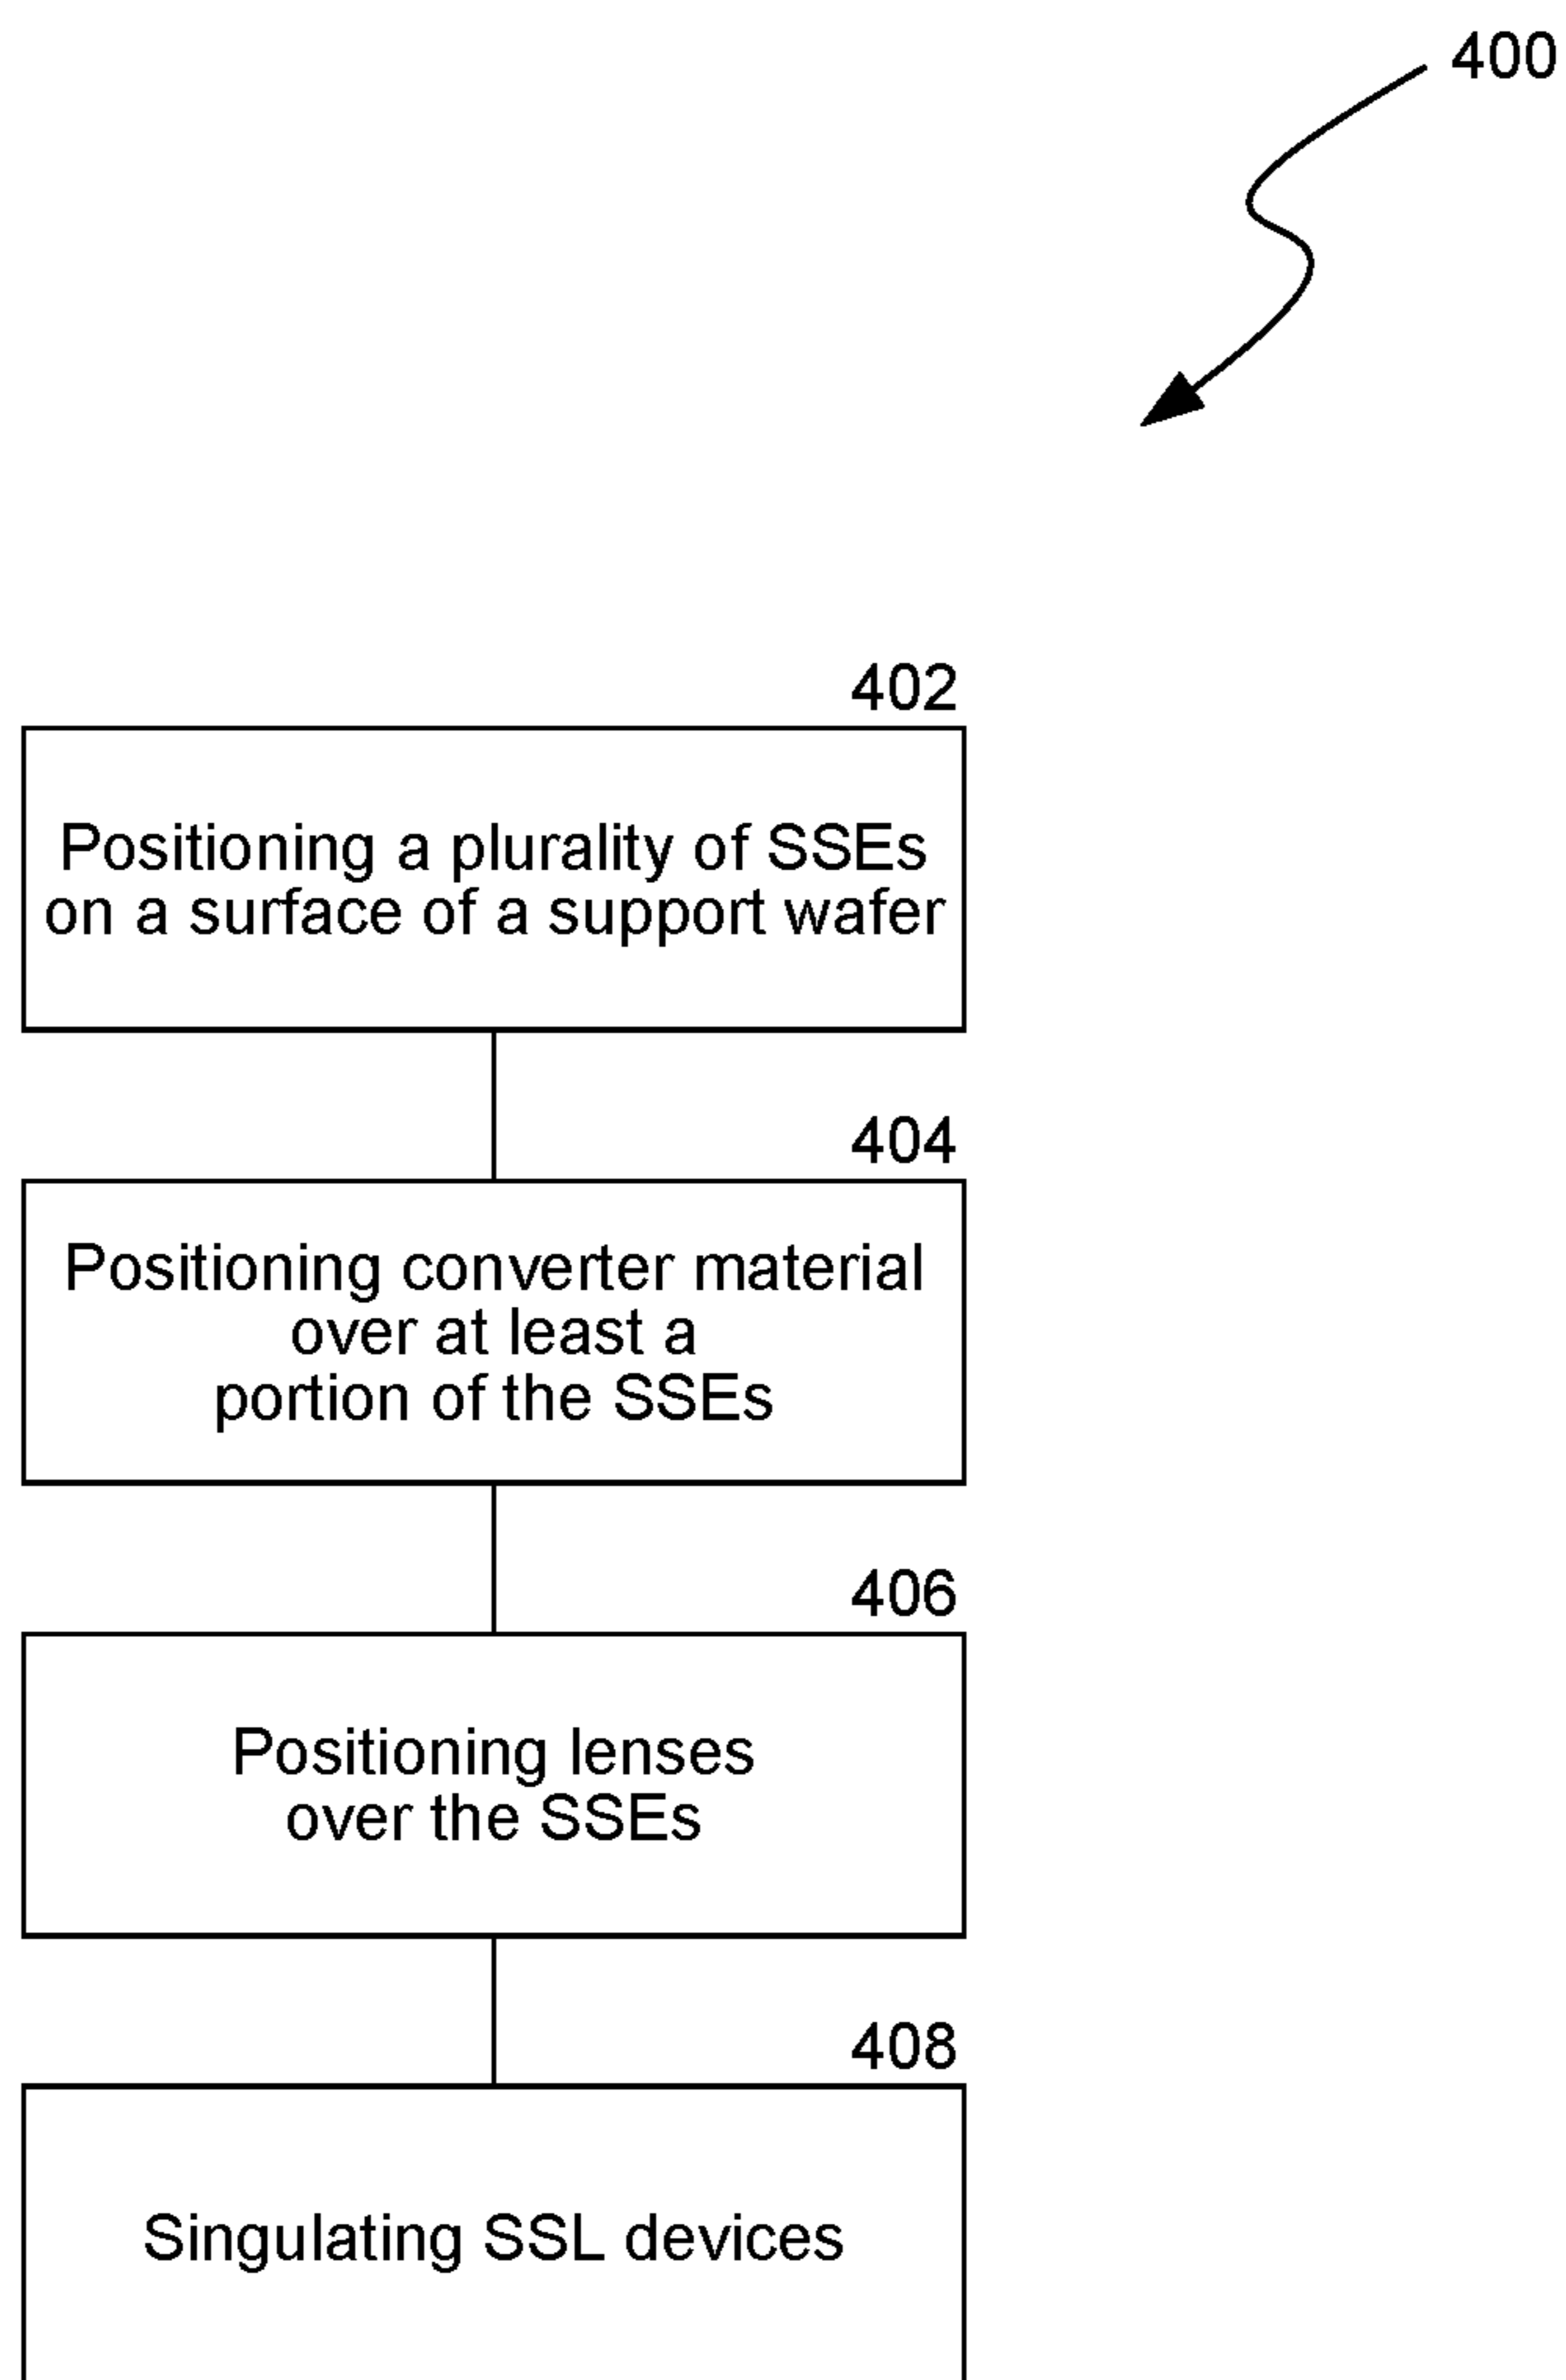 400
402
Positioning a plurality of SSEs
on a surface of a support wafer
404
Positioning converter material
over at least a
portion of the SSEs
406
Positioning lenses
over the SSEs
408
Singulating SSL devices